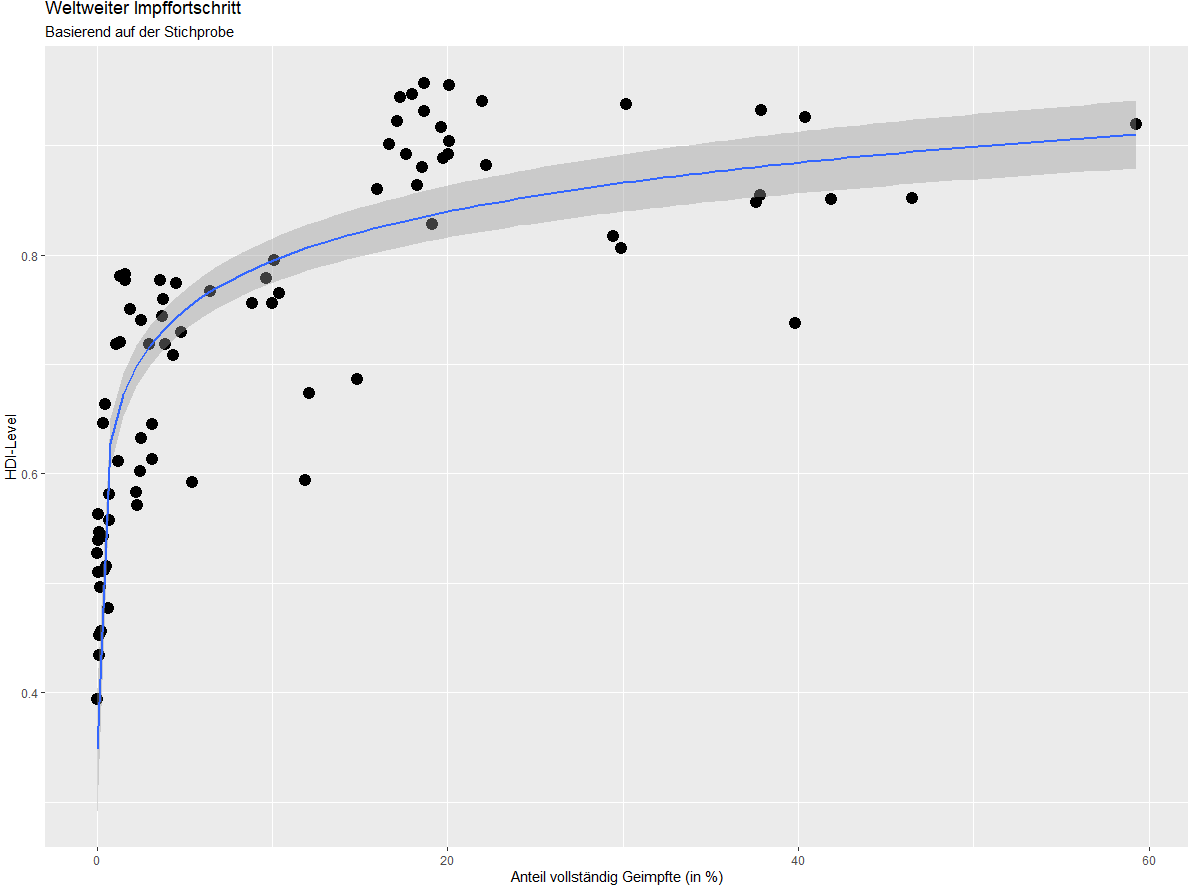 Weltweiter Impffortschritt
Basierend auf der Stichprobe
HDI-Level
0.8
0.6
0.4
0
20
40
60
Anteil vollständig Geimpfte (in %)